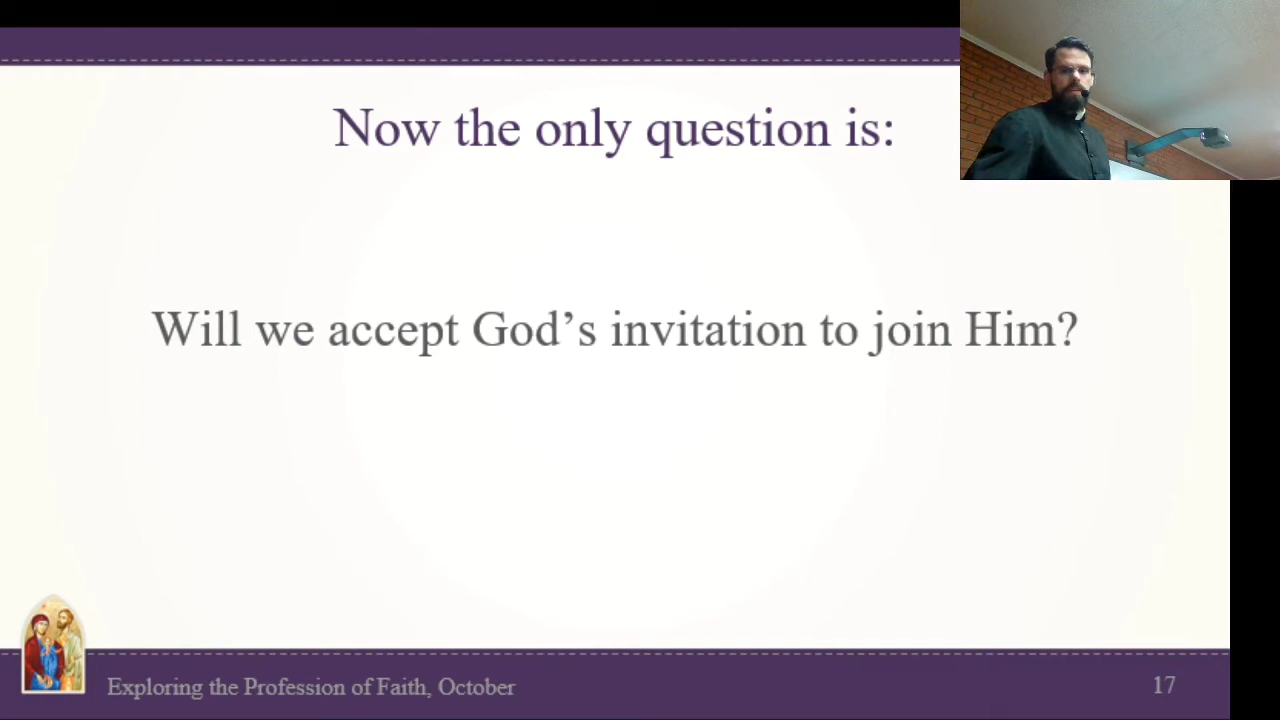 Now the only question is:
Will we accept God’s invitation to join Him?
Exploring the Profession of Faith, October
17